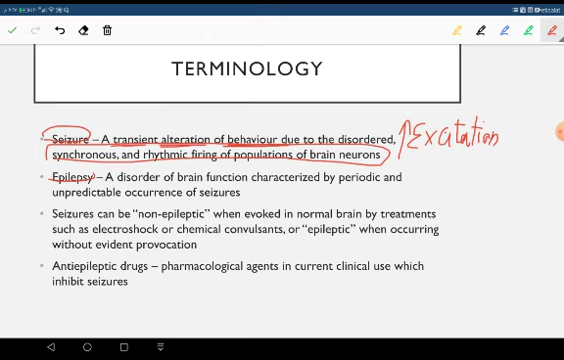 TERMINOLOGY
• Seizure – A transient alteration of behaviour due to the disordered,
synchronous, and rhythmic firing of populations of brain neurons
↑Exatation
• Epilepsy – A disorder of brain function characterized by periodic and
unpredictable occurrence of seizures
• Seizures can be "non-epileptic" when evoked in normal brain by treatments
such as electroshock or chemical convulsants, or "epileptic" when occurring
without evident provocation
• Antiepileptic drugs – pharmacological agents in current clinical use which
inhibit seizures